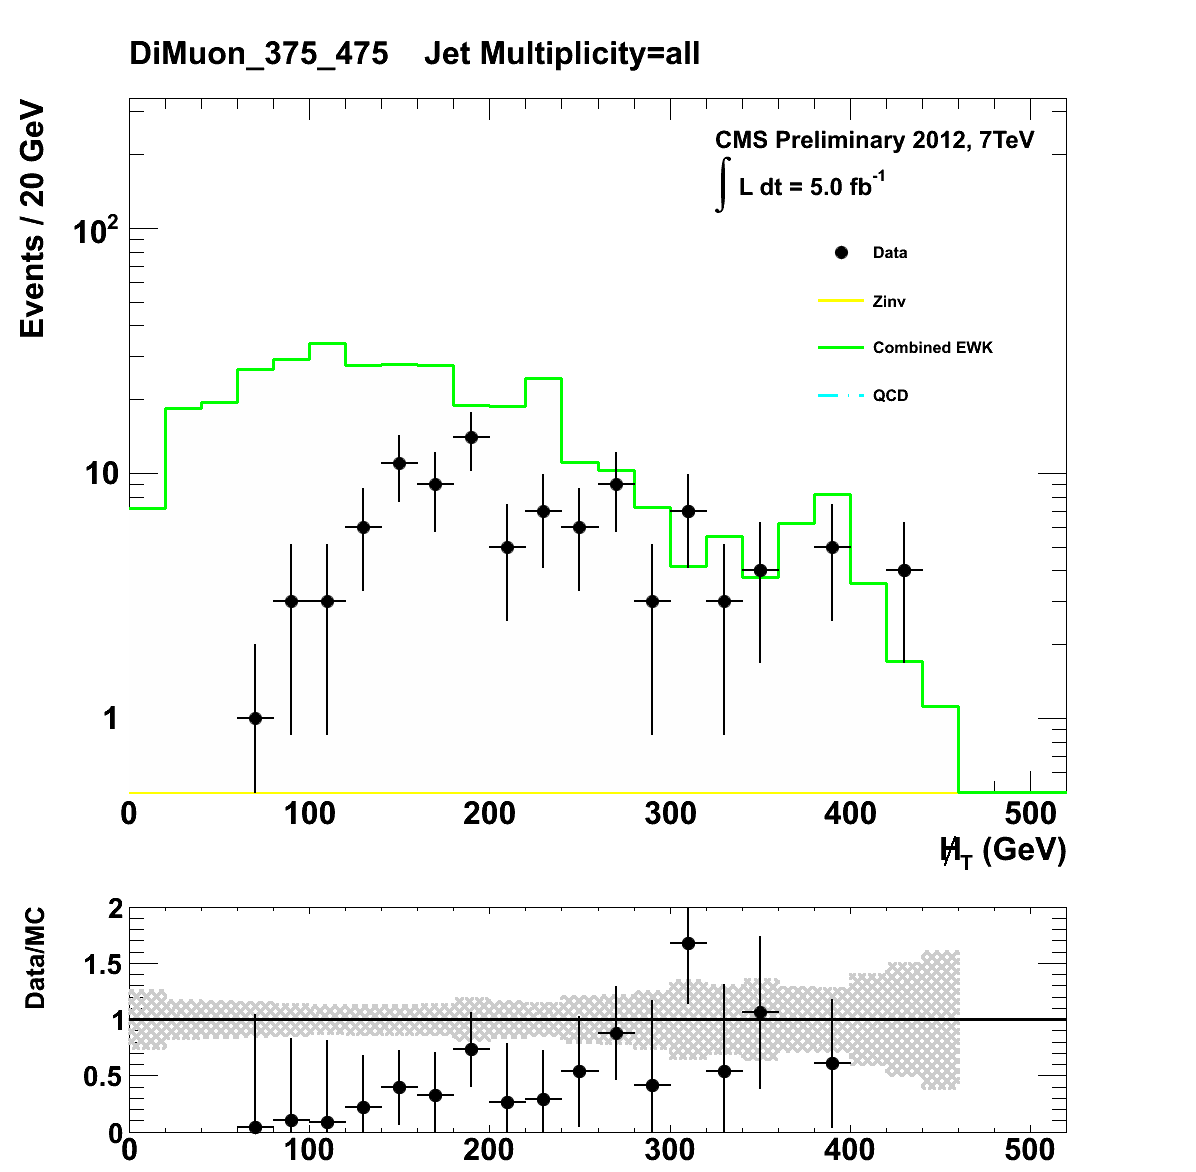 DiMuon_375_475 Jet Multiplicity=all
Events / 20 GeV
CMS Preliminary 2012, 7TeV
∫ L dt = 5.0 fb⁻¹
Data
Zinv
Combined EWK
QCD
10²
10
1
0 100 200 300 400 500
H̸_T (GeV)
Data/MC
2
1.5
1
0.5
0
0 100 200 300 400 500